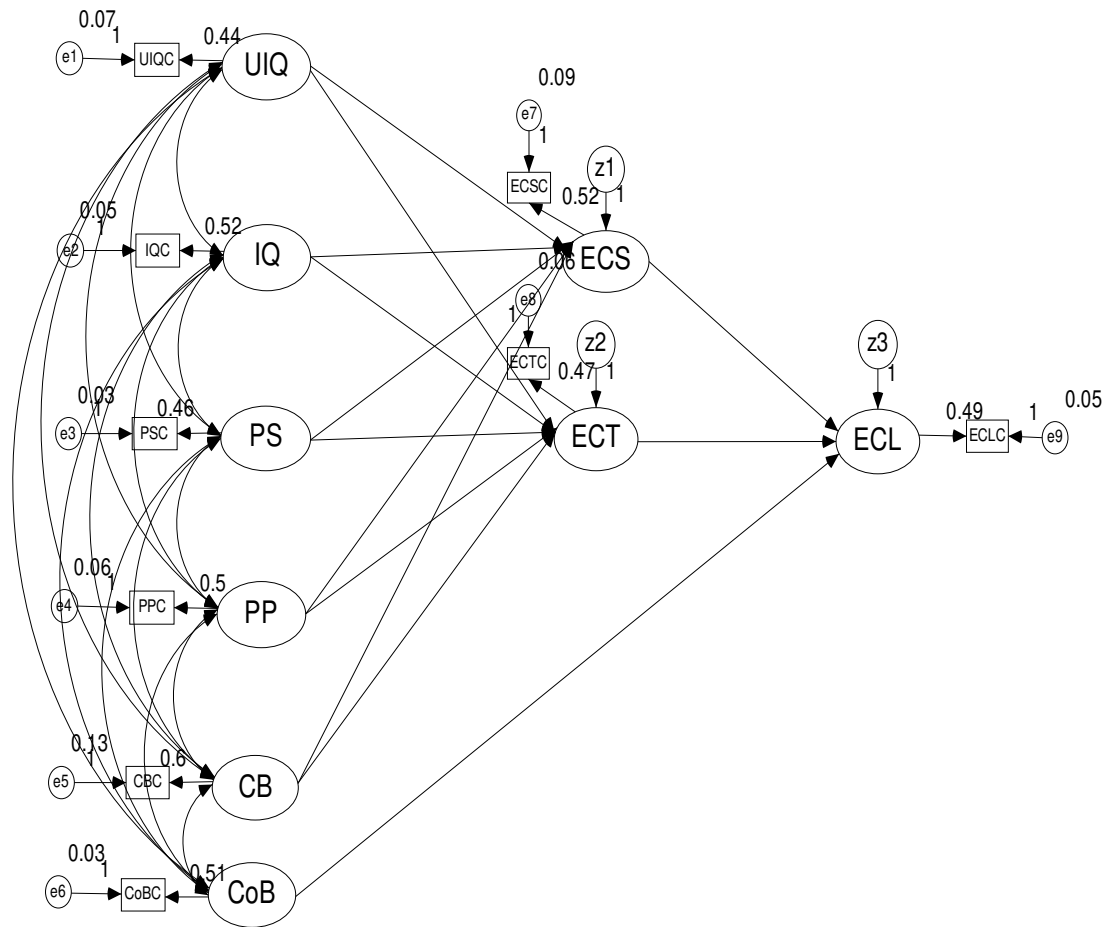 0.07
1
0.44
e1
UIQC
UIQ
0.09
e7
1
z1
ECSC
0.52
1
0.05
1
0.52
e2
IQC
IQ
0.06
ECS
e8
1
z2
z3
ECTC
0.47
1
1
0.03
1
0.46
e3
PSC
PS
ECT
ECL
0.49
1
0.05
ECLC
e9
0.06
1
0.5
e4
PPC
PP
0.13
1
0.6
e5
CBC
CB
0.03
1
0.51
e6
CoBC
CoB